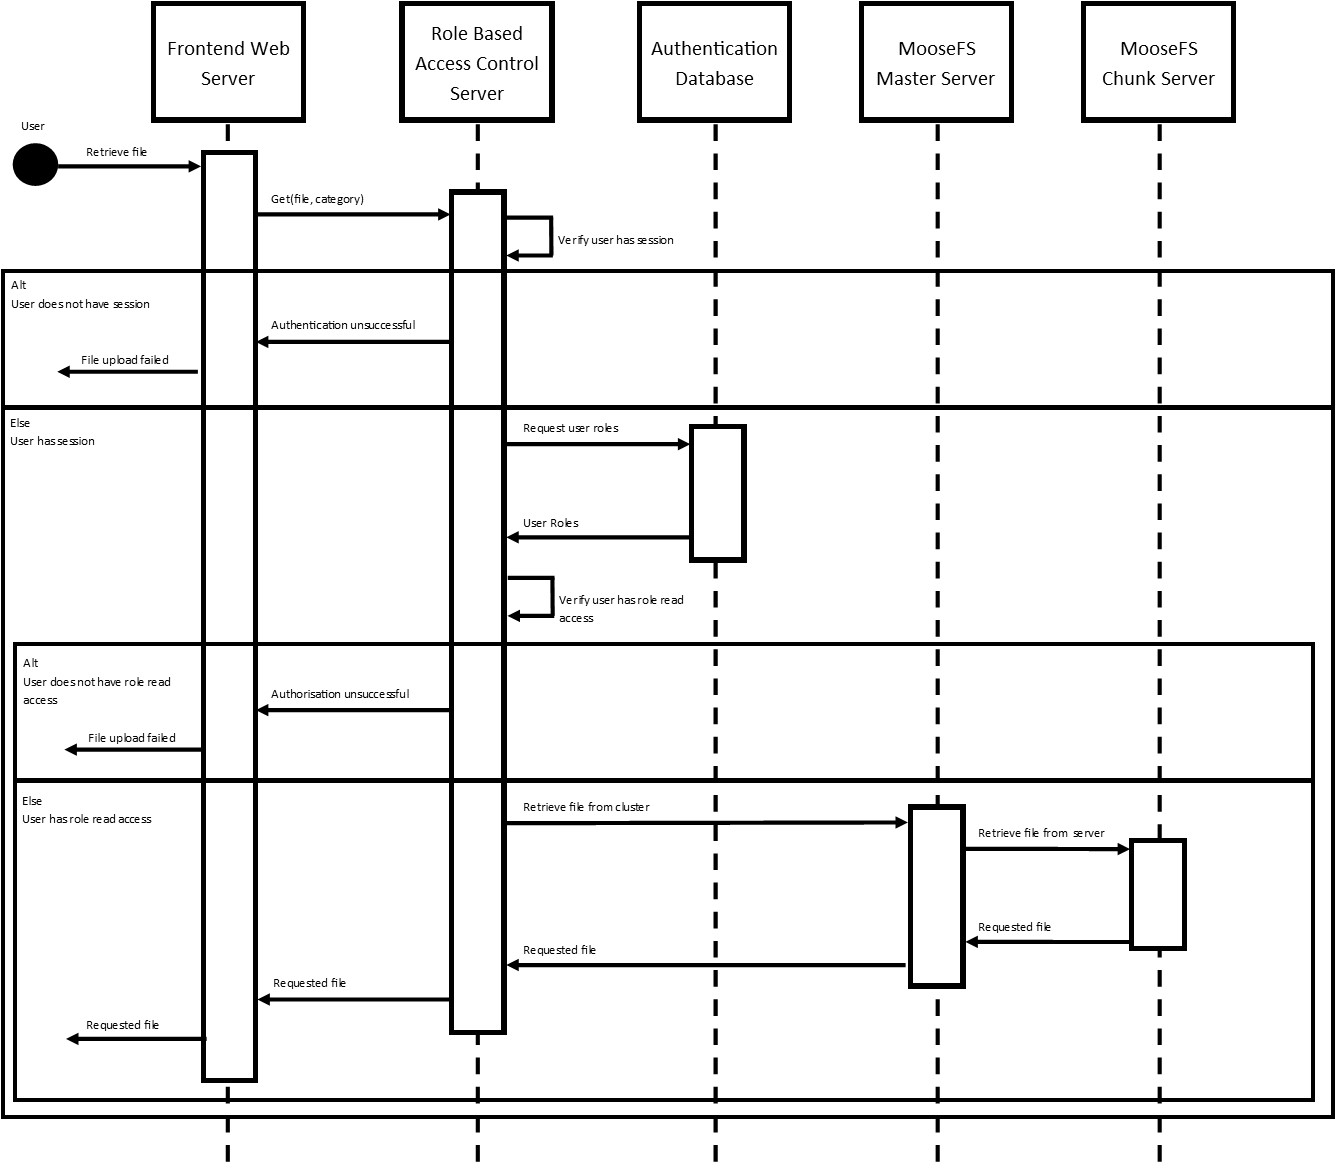 Frontend Web
Server
Role Based
Access Control
Server
Authentication
Database
MooseFS
Master Server
MooseFS
Chunk Server
User
Retrieve file
Get(file, category)
Verify user has session
Alt
User does not have session
Authentication unsuccessful
File upload failed
Else
User has session
Request user roles
User Roles
Verify user has role read
access
Alt
User does not have role read
access
Authorisation unsuccessful
File upload failed
Else
User has role read access
Retrieve file from cluster
Retrieve file from server
Requested file
Requested file
Requested file
Requested file